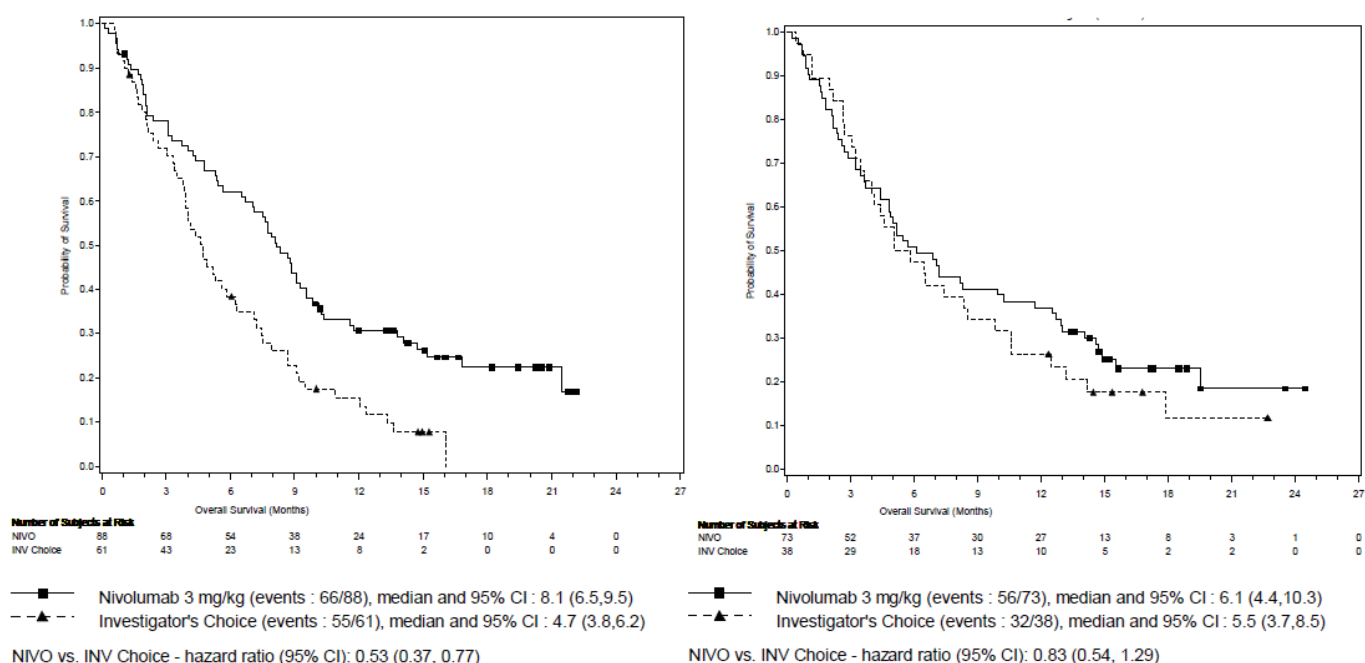 1.0
0.9
0.8
0.7
0.6
0.5
0.4
0.3
0.2
0.1
0.0
Probability of Survival
0 3 6 9 12 15 18 21 24 27
Overall Survival (Months)
Number of Subjects at Risk
NIVO
88 68 54 38 24 17 10 4 0
INV Choice
61 43 23 13 8 2 0 0 0
Nivolumab 3 mg/kg (events : 66/88), median and 95% CI : 8.1 (6.5,9.5)
Investigator's Choice (events : 55/61), median and 95% CI : 4.7 (3.8,6.2)
NIVO vs. INV Choice - hazard ratio (95% CI): 0.53 (0.37, 0.77)
1.0
0.9
0.8
0.7
0.6
0.5
0.4
0.3
0.2
0.1
0.0
Probability of Survival
0 3 6 9 12 15 18 21 24 27
Overall Survival (Months)
Number of Subjects at Risk
NIVO
73 52 37 30 27 13 8 3 1 0
INV Choice
38 29 18 13 10 5 2 2 0 0
Nivolumab 3 mg/kg (events : 56/73), median and 95% CI : 6.1 (4.4,10.3)
Investigator's Choice (events : 32/38), median and 95% CI : 5.5 (3.7,8.5)
NIVO vs. INV Choice - hazard ratio (95% CI): 0.83 (0.54, 1.29)